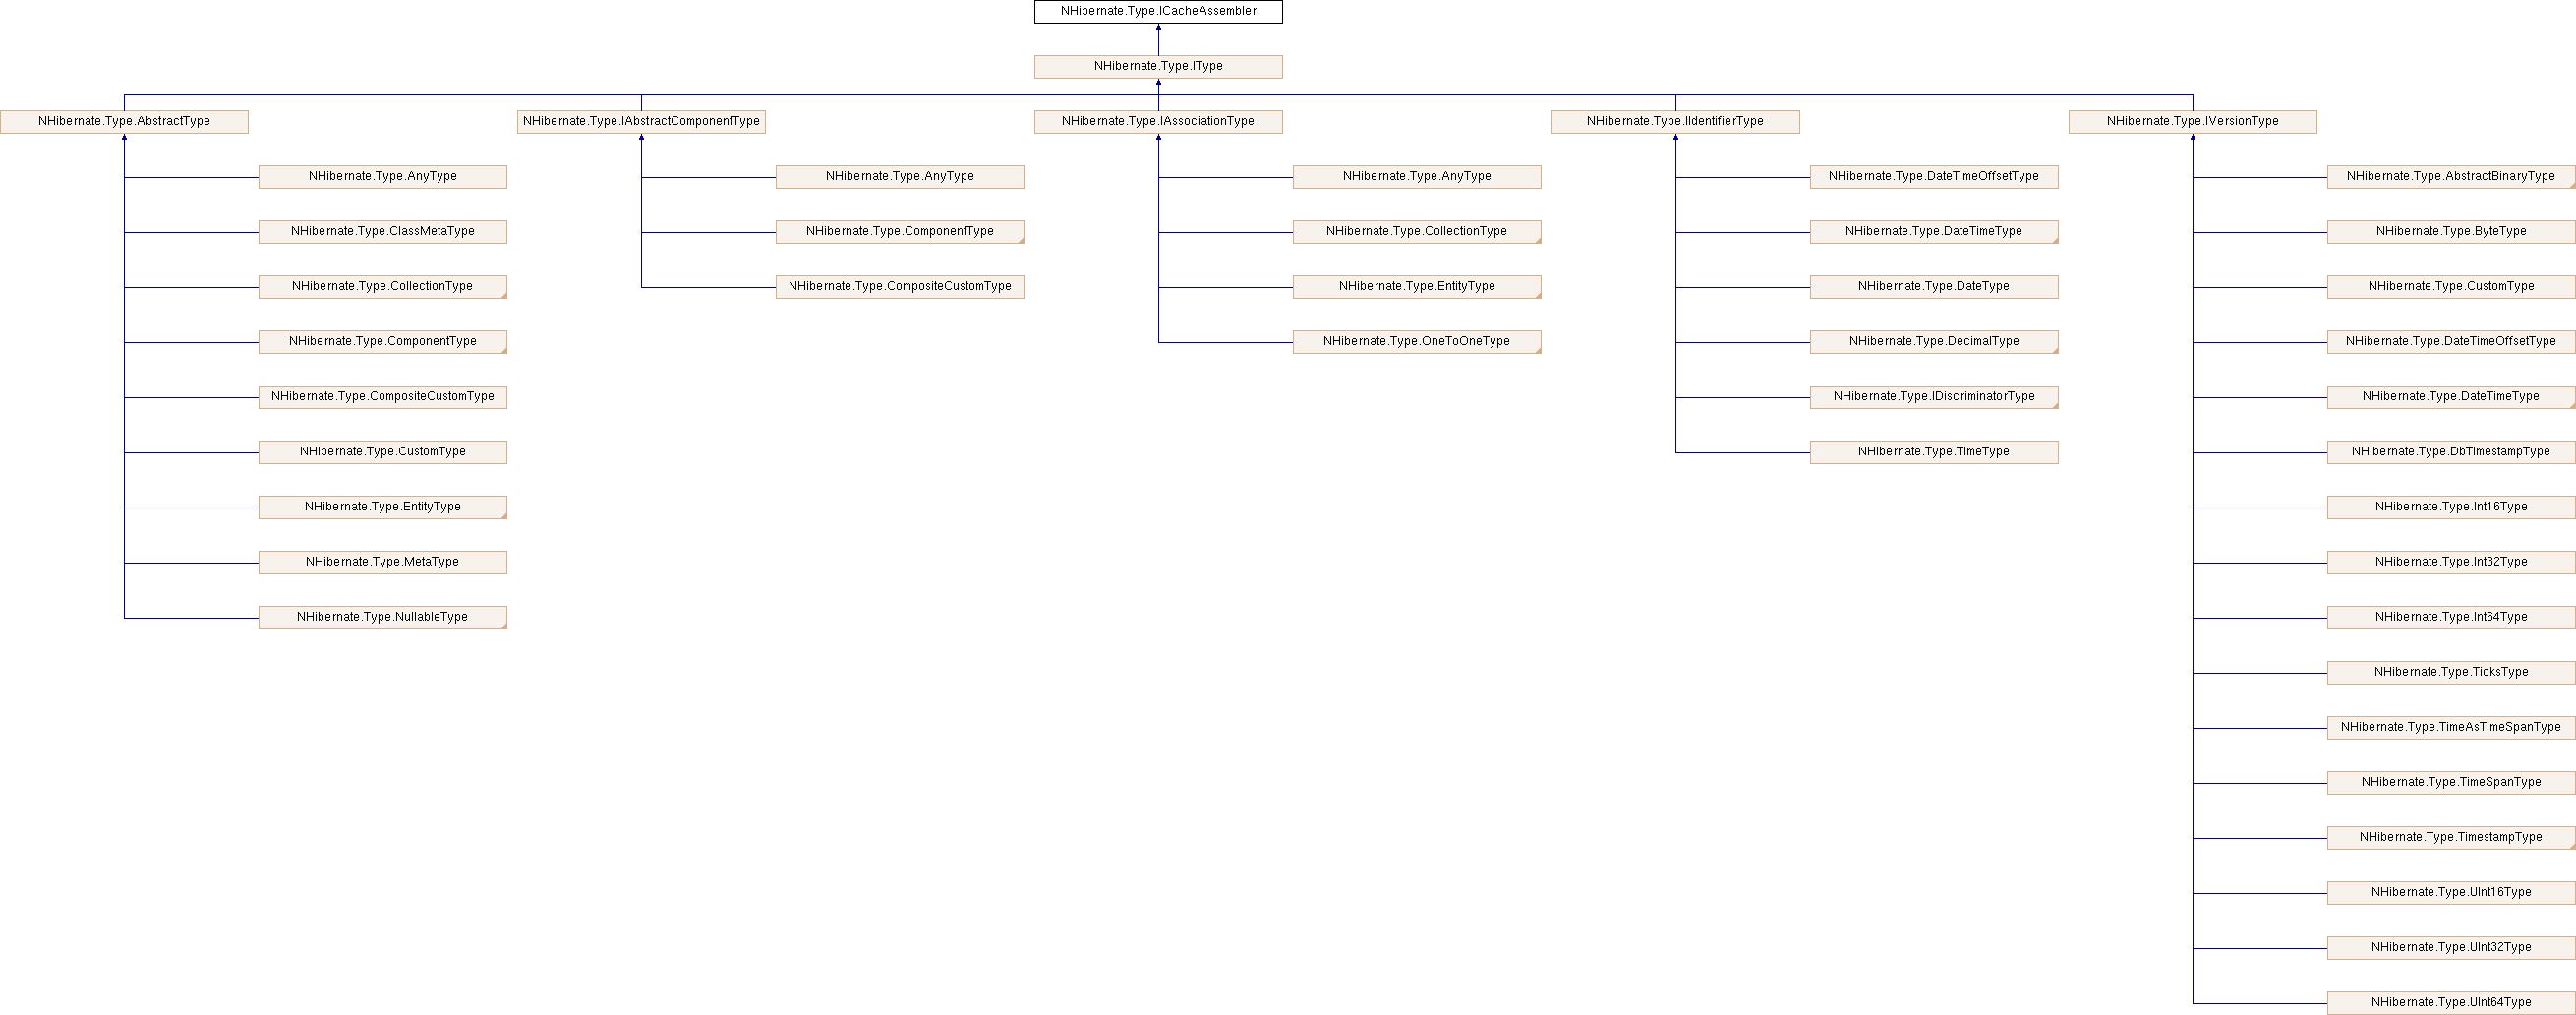 NHibernate.Type.ICacheAssembler
NHibernate.Type.IType
NHibernate.Type.AbstractType
NHibernate.Type.IAbstractComponentType
NHibernate.Type.IAssociationType
NHibernate.Type.IIdentifierType
NHibernate.Type.IVersionType
NHibernate.Type.AnyType
NHibernate.Type.ClassMetaType
NHibernate.Type.CollectionType
NHibernate.Type.ComponentType
NHibernate.Type.CompositeCustomType
NHibernate.Type.CustomType
NHibernate.Type.EntityType
NHibernate.Type.MetaType
NHibernate.Type.NullableType
NHibernate.Type.AnyType
NHibernate.Type.ComponentType
NHibernate.Type.CompositeCustomType
NHibernate.Type.AnyType
NHibernate.Type.CollectionType
NHibernate.Type.EntityType
NHibernate.Type.OneToOneType
NHibernate.Type.DateTimeOffsetType
NHibernate.Type.DateTimeType
NHibernate.Type.DateType
NHibernate.Type.DecimalType
NHibernate.Type.IDiscriminatorType
NHibernate.Type.TimeType
NHibernate.Type.AbstractBinaryType
NHibernate.Type.ByteType
NHibernate.Type.CustomType
NHibernate.Type.DateTimeOffsetType
NHibernate.Type.DateTimeType
NHibernate.Type.DbTimestampType
NHibernate.Type.Int16Type
NHibernate.Type.Int32Type
NHibernate.Type.Int64Type
NHibernate.Type.TicksType
NHibernate.Type.TimeAsTimeSpanType
NHibernate.Type.TimeSpanType
NHibernate.Type.TimestampType
NHibernate.Type.UInt16Type
NHibernate.Type.UInt32Type
NHibernate.Type.UInt64Type